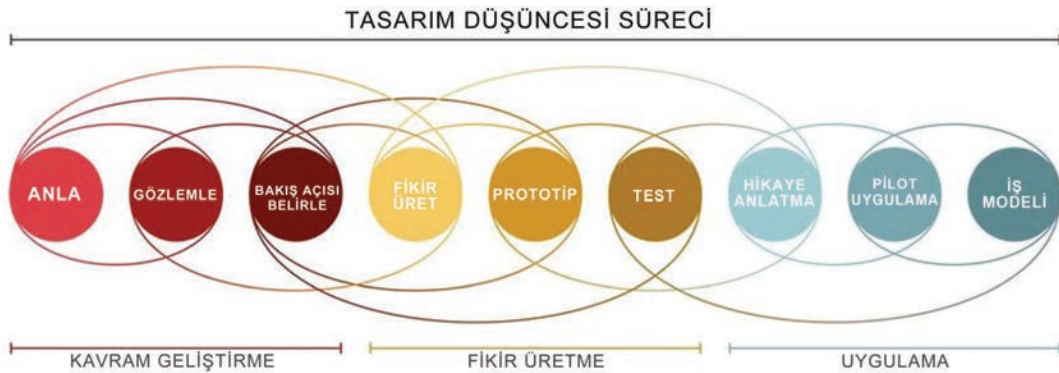 TASARIM DÜŞÜNCESİ SÜRECİ
ANLA
GÖZLEMLE
BAKIŞ AÇISI
BELİRLE
FİKİR
ÜRET
PROTOTİP
TEST
HİKAYE
ANLATMA
PİLOT
UYGULAMA
İŞ
MODELİ
KAVRAM GELİŞTİRME
FİKİR ÜRETME
UYGULAMA